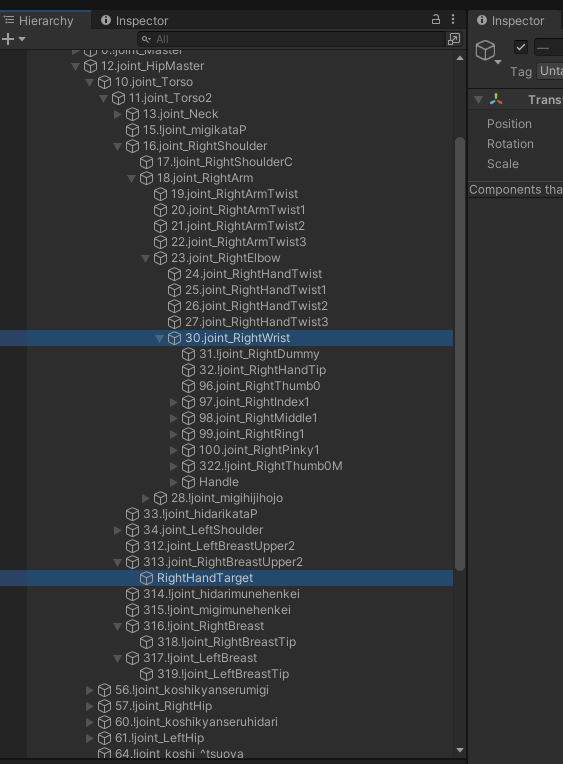 Hierarchy
Inspector
All
0.!joint_Master
12.joint_HipMaster
10.joint_Torso
11.joint_Torso2
13.joint_Neck
15.!joint_migikataP
16.joint_RightShoulder
17.!joint_RightShoulderC
18.joint_RightArm
19.joint_RightArmTwist
20.joint_RightArmTwist1
21.joint_RightArmTwist2
22.joint_RightArmTwist3
23.joint_RightElbow
24.joint_RightHandTwist
25.joint_RightHandTwist1
26.joint_RightHandTwist2
27.joint_RightHandTwist3
30.joint_RightWrist
31.!joint_RightDummy
32.!joint_RightHandTip
96.joint_RightThumb0
97.joint_RightIndex1
98.joint_RightMiddle1
99.joint_RightRing1
100.joint_RightPinky1
322.!joint_RightThumb0M
Handle
28.!joint_migihijihojo
33.!joint_hidarikataP
34.joint_LeftShoulder
312.joint_LeftBreastUpper2
313.joint_RightBreastUpper2
RightHandTarget
314.!joint_hidarimunehenkei
315.!joint_migimunehenkei
316.!joint_RightBreast
318.!joint_RightBreastTip
317.!joint_LeftBreast
319.!joint_LeftBreastTip
56.!joint_koshikyanserumigi
57.!joint_RightHip
60.!joint_koshikyanseruhidari
61.!joint_LeftHip
64.!joint_koshi_^tsuoya
Inspector
—
Tag Unta
Transf
Position
Rotation
Scale
Components tha